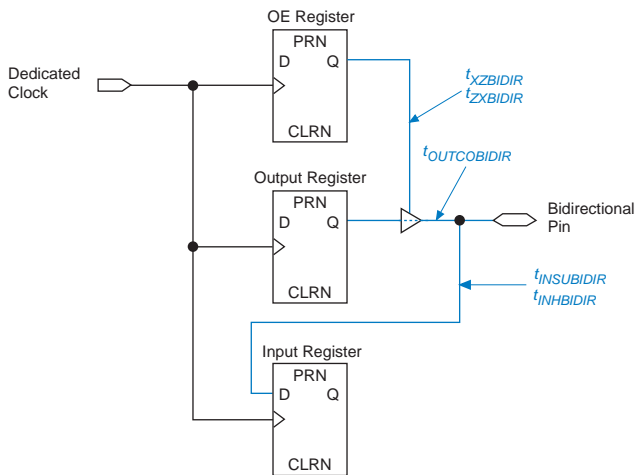 OE Register
PRN
D Q
CLRN
Dedicated
Clock
tXZBIDIR
tZXBIDIR
tOUTCOBIDIR
Output Register
PRN
D Q
CLRN
Bidirectional
Pin
tINSUBIDIR
tINHBIDIR
Input Register
PRN
D Q
CLRN